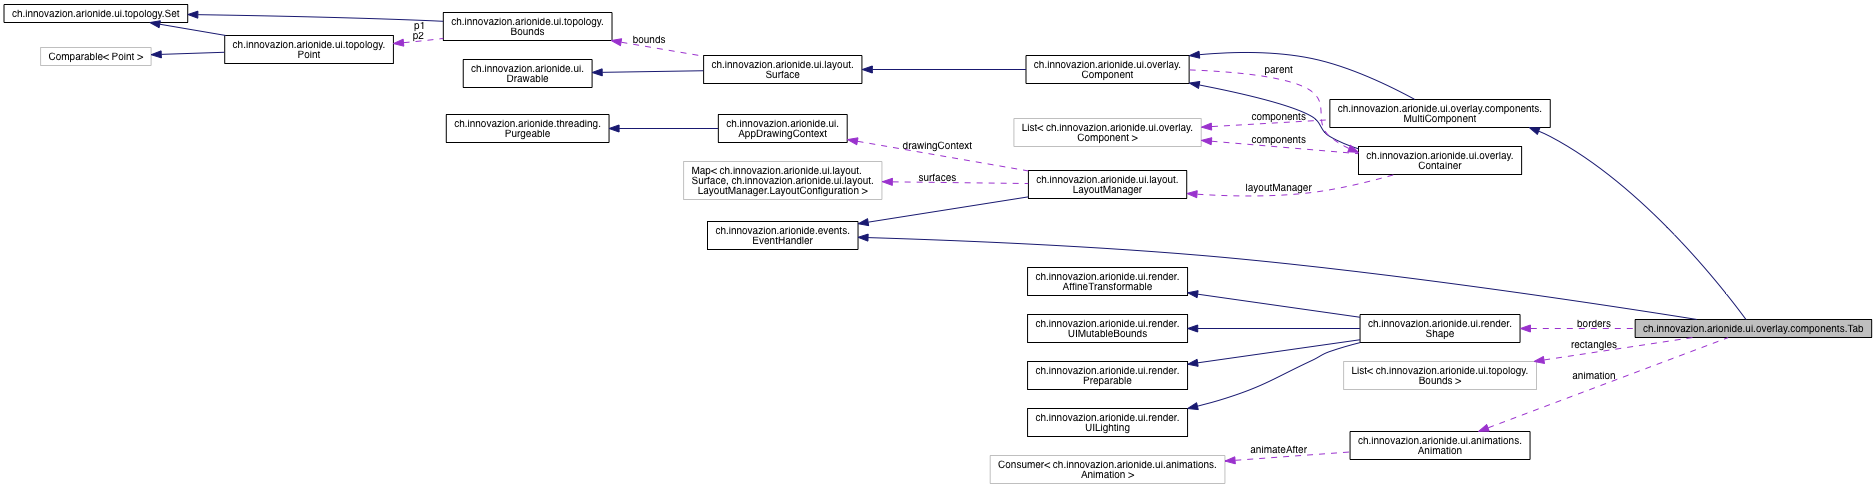 ch.innovazion.arionide.ui.topology.Set
Comparable< Point >
ch.innovazion.arionide.ui.topology.
Point
p1
p2
ch.innovazion.arionide.ui.topology.
Bounds
ch.innovazion.arionide.ui.
Drawable
ch.innovazion.arionide.threading.
Purgeable
bounds
ch.innovazion.arionide.ui.layout.
Surface
ch.innovazion.arionide.ui.
AppDrawingContext
Map< ch.innovazion.arionide.ui.layout.
Surface, ch.innovazion.arionide.ui.layout.
LayoutManager.LayoutConfiguration >
ch.innovazion.arionide.events.
EventHandler
drawingContext
surfaces
ch.innovazion.arionide.ui.overlay.
Component
List< ch.innovazion.arionide.ui.overlay.
Component >
ch.innovazion.arionide.ui.layout.
LayoutManager
ch.innovazion.arionide.ui.render.
AffineTransformable
ch.innovazion.arionide.ui.render.
UIMutableBounds
ch.innovazion.arionide.ui.render.
Preparable
ch.innovazion.arionide.ui.render.
UILighting
Consumer< ch.innovazion.arionide.ui.animations.
Animation >
parent
components
components
layoutManager
animateAfter
ch.innovazion.arionide.ui.overlay.components.
MultiComponent
ch.innovazion.arionide.ui.overlay.
Container
ch.innovazion.arionide.ui.render.
Shape
List< ch.innovazion.arionide.ui.topology.
Bounds >
ch.innovazion.arionide.ui.animations.
Animation
borders
rectangles
animation
ch.innovazion.arionide.ui.overlay.components.Tab